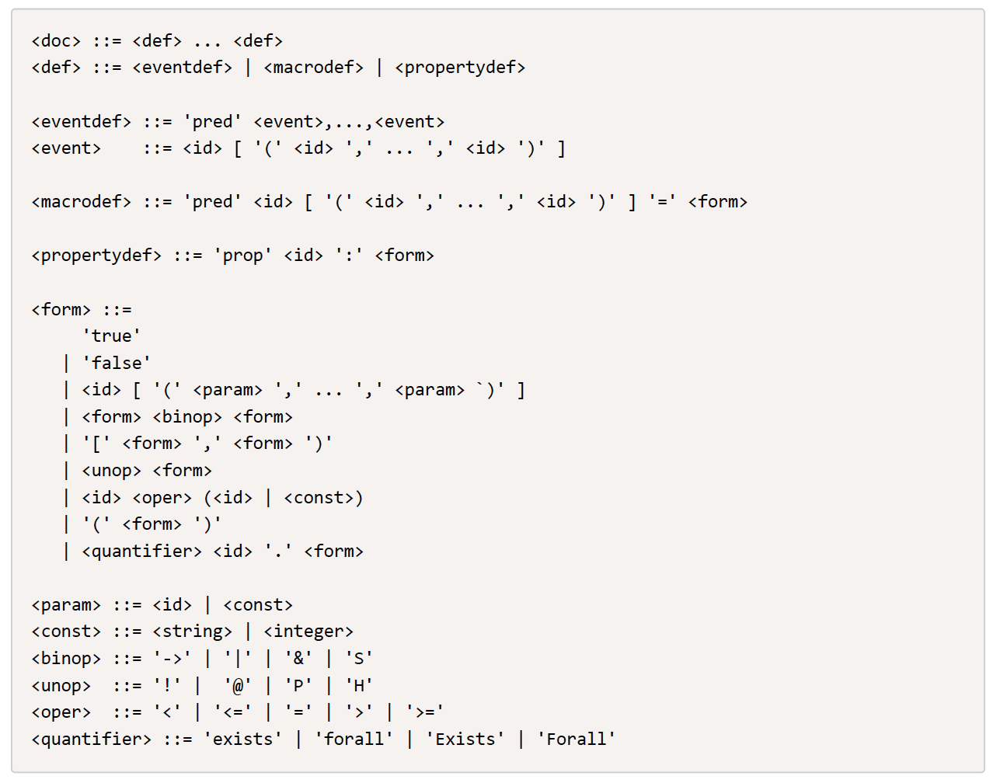 <doc> ::= <def> ... <def>
<def> ::= <eventdef> | <macrodef> | <propertydef>
<eventdef> ::= 'pred' <event>,...,<event>
<event>    ::= <id> [ '(' <id> ',' ... ',' <id> ')' ]
<macrodef> ::= 'pred' <id> [ '(' <id> ',' ... ',' <id> ')' ] '=' <form>
<propertydef> ::= 'prop' <id> ':' <form>
<form> ::=
     'true'
   | 'false'
   | <id> [ '(' <param> ',' ... ',' <param> `)' ]
   | <form> <binop> <form>
   | '[' <form> ',' <form> ')'
   | <unop> <form>
   | <id> <oper> (<id> | <const>)
   | '(' <form> ')'
   | <quantifier> <id> '.' <form>
<param> ::= <id> | <const>
<const> ::= <string> | <integer>
<binop> ::= '->' | '|' | '&' | 'S'
<unop>  ::= '!' |  '@' | 'P' | 'H'
<oper>  ::= '<' | '<=' | '=' | '>' | '>='
<quantifier> ::= 'exists' | 'forall' | 'Exists' | 'Forall'